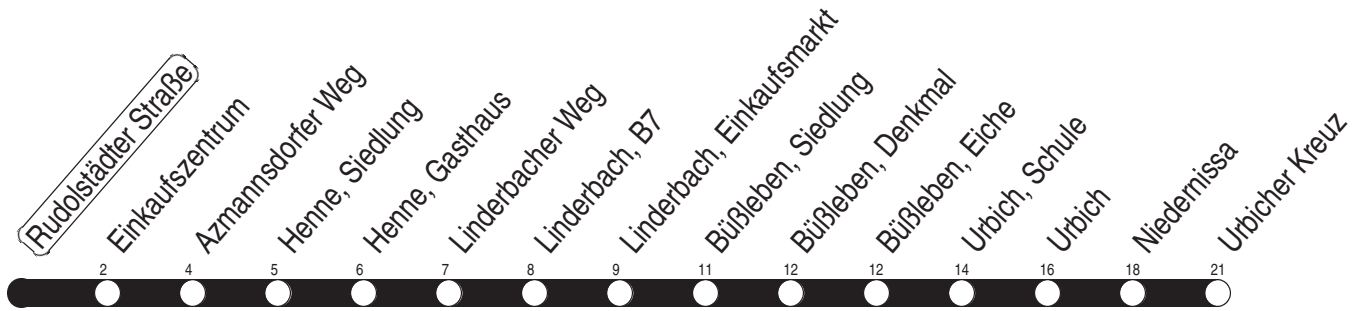 Rudolstädter Straße
Einkaufszentrum
Azmannsdorfer Weg
Henne, Siedlung
Henne, Gasthaus
Linderbacher Weg
Linderbach, B7
Linderbach, Einkaufsmarkt
Büßleben, Siedlung
Büßleben, Denkmal
Büßleben, Eiche
Urbich, Schule
Urbich
Niedernissa
Urbicher Kreuz
2 4 5 6 7 8 9 11 12 12 14 16 18 21